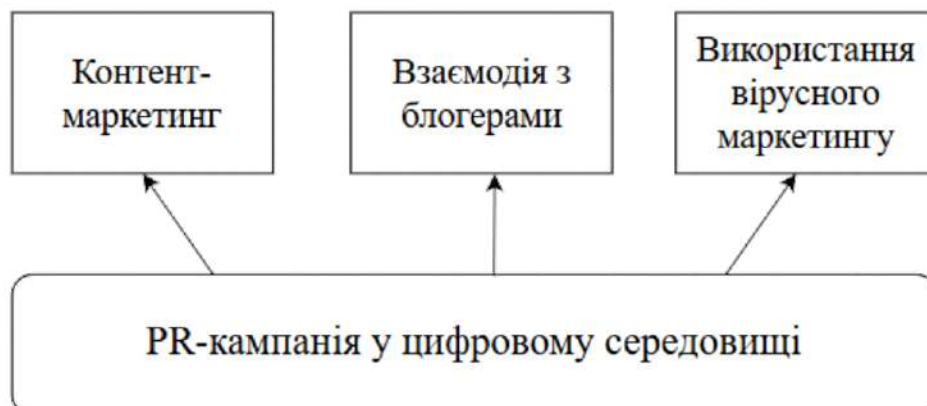 Контент-
маркетинг
Взаємодія з
блогерами
Використання
вірусного
маркетингу
PR-кампанія у цифровому середовищі